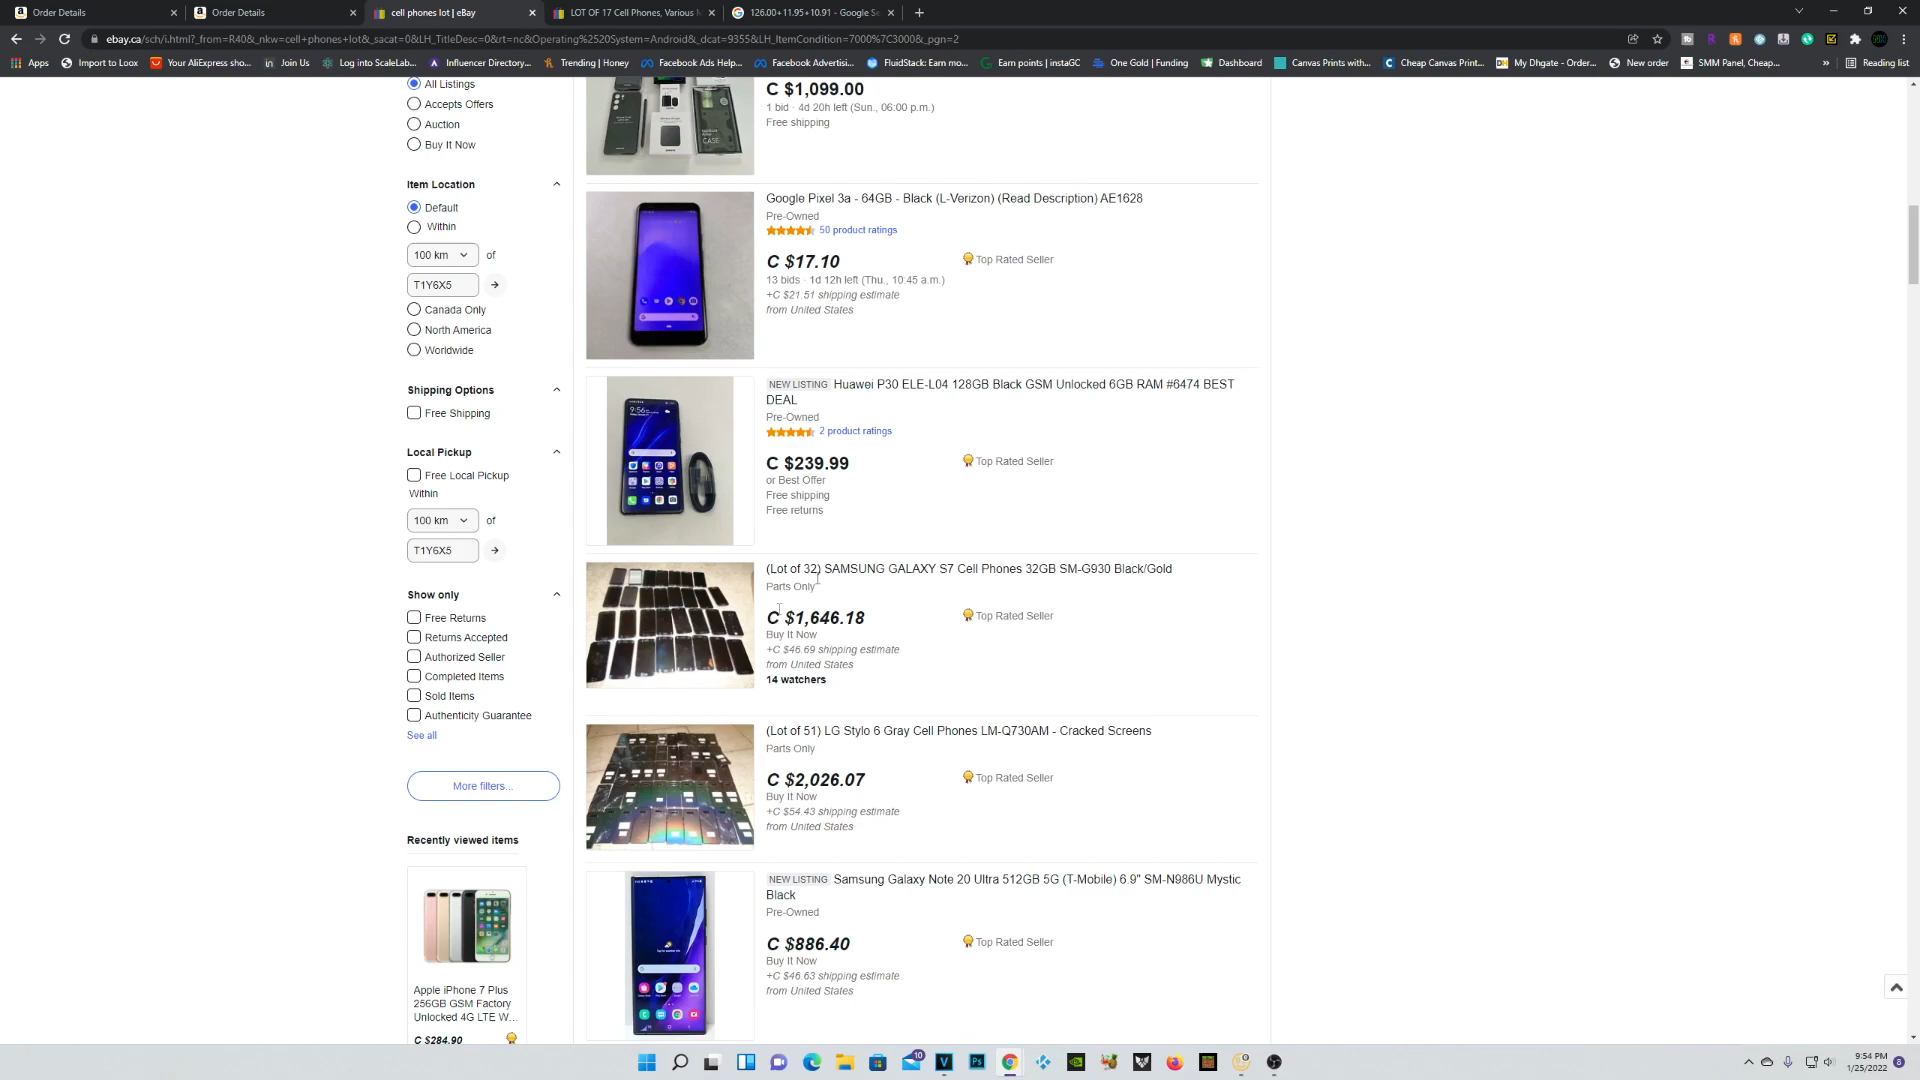 Order Details
Order Details
cell phones lot | eBay
LOT OF 17 Cell Phones, Various
126.00+11.95+10.91 - Google Se
ebay.ca/sch/i.html?_from=R40&_nkw=cell+phones+lot&_sacat=0&LH_TitleDesc=0&rt=nc&Operating%2520System=Android&_dcat=9355&LH_ItemCondition=7000%7C3000&_pgn=2
Apps
Import to Loox
Your AliExpress sho...
Join Us
Log into ScaleLab...
Influencer Directory...
Trending | Honey
Facebook Ads Help...
Facebook Advertisi...
FluidStack: Earn mo...
Earn points | instaGC
One Gold | Funding
Dashboard
Canvas Prints with...
Cheap Canvas Print...
My Dhgate - Order...
New order
SMM Panel, Cheap...
»
Reading list
All Listings
Accepts Offers
Auction
Buy It Now
Item Location
Default
Within
100 km
of
T1Y6X5
Canada Only
North America
Worldwide
Shipping Options
Free Shipping
Local Pickup
Free Local Pickup
Within
100 km
of
T1Y6X5
Show only
Free Returns
Returns Accepted
Authorized Seller
Completed Items
Sold Items
Authenticity Guarantee
See all
More filters...
Recently viewed items
Apple iPhone 7 Plus
256GB GSM Factory
Unlocked 4G LTE W...
C $284.90
C $1,099.00
1 bid · 4d 20h left (Sun., 06:00 p.m.)
Free shipping
Google Pixel 3a - 64GB - Black (L-Verizon) (Read Description) AE1628
Pre-Owned
50 product ratings
C $17.10
Top Rated Seller
13 bids · 1d 12h left (Thu., 10:45 a.m.)
+C $21.51 shipping estimate
from United States
9:56
NEW LISTING Huawei P30 ELE-L04 128GB Black GSM Unlocked 6GB RAM #6474 BEST
DEAL
Pre-Owned
2 product ratings
C $239.99
Top Rated Seller
or Best Offer
Free shipping
Free returns
(Lot of 32) SAMSUNG GALAXY S7 Cell Phones 32GB SM-G930 Black/Gold
Parts Only
C $1,646.18
Top Rated Seller
Buy It Now
+C $46.69 shipping estimate
from United States
14 watchers
(Lot of 51) LG Stylo 6 Gray Cell Phones LM-Q730AM - Cracked Screens
Parts Only
C $2,026.07
Top Rated Seller
Buy It Now
+C $54.43 shipping estimate
from United States
NEW LISTING Samsung Galaxy Note 20 Ultra 512GB 5G (T-Mobile) 6.9" SM-N986U Mystic
Black
Pre-Owned
C $886.40
Top Rated Seller
Buy It Now
+C $46.63 shipping estimate
from United States
10
9:54 PM
1/25/2022
8